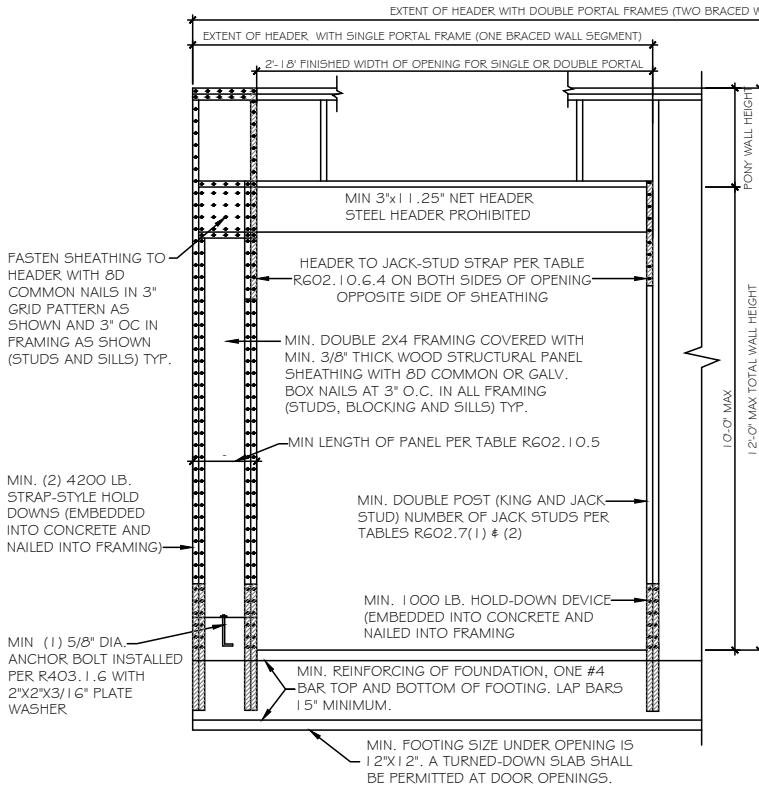 EXTENT OF HEADER WITH DOUBLE PORTAL FRAMES (TWO BRACED
EXTENT OF HEADER WITH SINGLE PORTAL FRAME (ONE BRACED WALL SEGMENT)
2'-18' FINISHED WIDTH OF OPENING FOR SINGLE OR DOUBLE PORTAL
PONY WALL HEIGHT
MIN 3"x11.25" NET HEADER
STEEL HEADER PROHIBITED
FASTEN SHEATHING TO
HEADER WITH 8D
COMMON NAILS IN 3"
GRID PATTERN AS
SHOWN AND 3" OC IN
FRAMING AS SHOWN
(STUDS AND SILLS) TYP.
HEADER TO JACK-STUD STRAP PER TABLE
R602.10.6.4 ON BOTH SIDES OF OPENING
OPPOSITE SIDE OF SHEATHING
MIN. DOUBLE 2X4 FRAMING COVERED WITH
MIN. 3/8" THICK WOOD STRUCTURAL PANEL
SHEATHING WITH 8D COMMON OR GALV.
BOX NAILS AT 3" O.C. IN ALL FRAMING
(STUDS, BLOCKING AND SILLS) TYP.
10'-0" MAX
12'-0" MAX TOTAL WALL HEIGHT
MIN LENGTH OF PANEL PER TABLE R602.10.5
MIN. (2) 4200 LB.
STRAP-STYLE HOLD
DOWNS (EMBEDDED
INTO CONCRETE AND
NAILED INTO FRAMING)
MIN. DOUBLE POST (KING AND JACK
STUD) NUMBER OF JACK STUDS PER
TABLES R602.7(1) & (2)
MIN. 1000 LB. HOLD-DOWN DEVICE
(EMBEDDED INTO CONCRETE AND
NAILED INTO FRAMING
MIN (1) 5/8" DIA.
ANCHOR BOLT INSTALLED
PER R403.1.6 WITH
2"X2"X3/16" PLATE
WASHER
MIN. REINFORCING OF FOUNDATION, ONE #4
BAR TOP AND BOTTOM OF FOOTING. LAP BARS
15" MINIMUM.
MIN. FOOTING SIZE UNDER OPENING IS
12"X12". A TURNED-DOWN SLAB SHALL
BE PERMITTED AT DOOR OPENINGS.